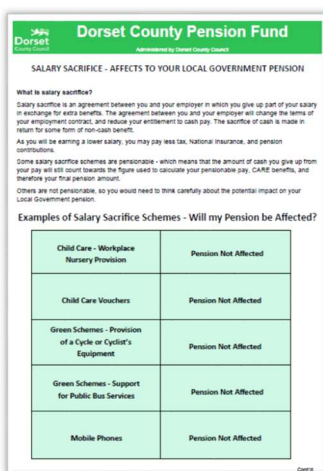 Dorset
County Council
Dorset County Pension Fund
Administered by Dorset County Council
SALARY SACRIFICE - AFFECTS TO YOUR LOCAL GOVERNMENT PENSION
What is salary sacrifice?
Salary sacrifice is an agreement between you and your employer in which you give up part of your salary
in exchange for extra benefits. The agreement between you and your employer will change the terms of
your employment contract, and reduce your entitlement to cash pay. The sacrifice of cash is made in
return for some form of non-cash benefit.
As you will be earning a lower salary, you may pay less tax, National Insurance, and pension
contributions.
Some salary sacrifice schemes are pensionable - which means that the amount of cash you give up from
your pay will still count towards the figure used to calculate your pensionable pay, CARE benefits, and
therefore your final pension amount.
Others are not pensionable, so you would need to think carefully about the potential impact on your
Local Government pension.
Examples of Salary Sacrifice Schemes - Will my Pension be Affected?
Child Care - Workplace
Nursery Provision
Pension Not Affected
Child Care Vouchers
Pension Not Affected
Green Schemes - Provision
of a Cycle or Cyclist's
Equipment
Pension Not Affected
Green Schemes - Support
for Public Bus Services
Pension Not Affected
Mobile Phones
Pension Not Affected